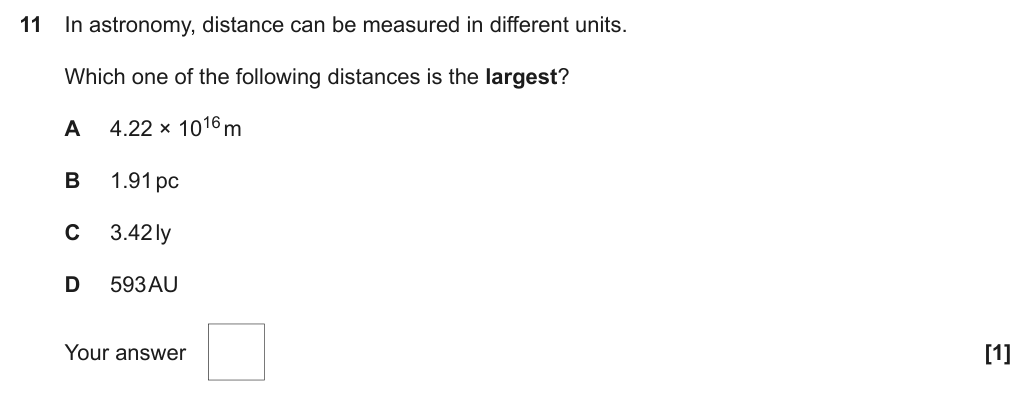 11 In astronomy, distance can be measured in different units.
Which one of the following distances is the largest?
A 4.22 × 10¹⁶ m
B 1.91 pc
C 3.42 ly
D 593 AU
Your answer
[1]